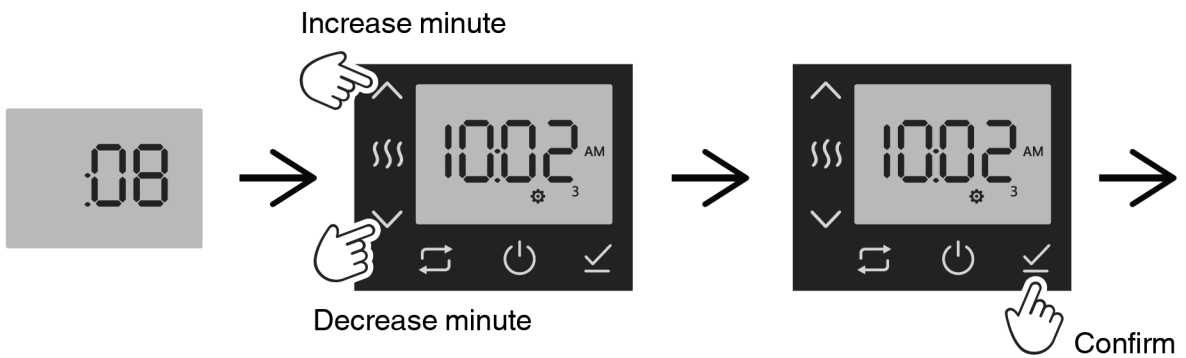 Increase minute
:08
10:02 AM
3
10:02 AM
3
Decrease minute
Confirm